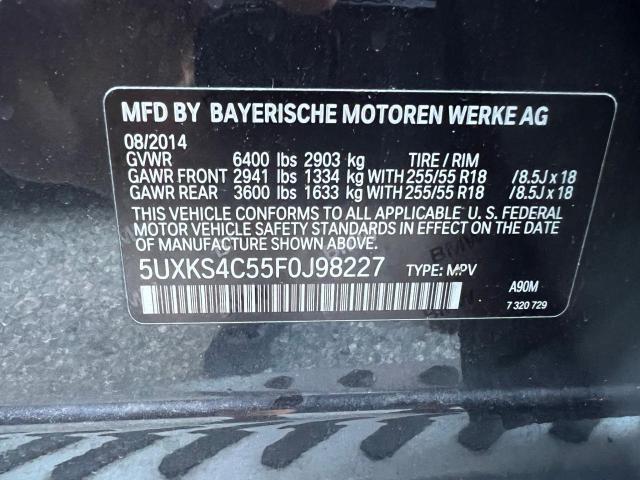 MFD BY BAYERISCHE MOTOREN WERKE AG
08/2014
GVWR 6400 lbs 2903 kg TIRE / RIM
GAWR FRONT 2941 lbs 1334 kg WITH 255/55 R18 /8.5J x 18
GAWR REAR 3600 lbs 1633 kg WITH 255/55 R18 /8.5J x 18
THIS VEHICLE CONFORMS TO ALL APPLICABLE U. S. FEDERAL
MOTOR VEHICLE SAFETY STANDARDS IN EFFECT ON THE DATE
OF MANUFACTURE SHOWN ABOVE.
5UXKS4C55F0J98227 TYPE: MPV
A90M
7 320 729